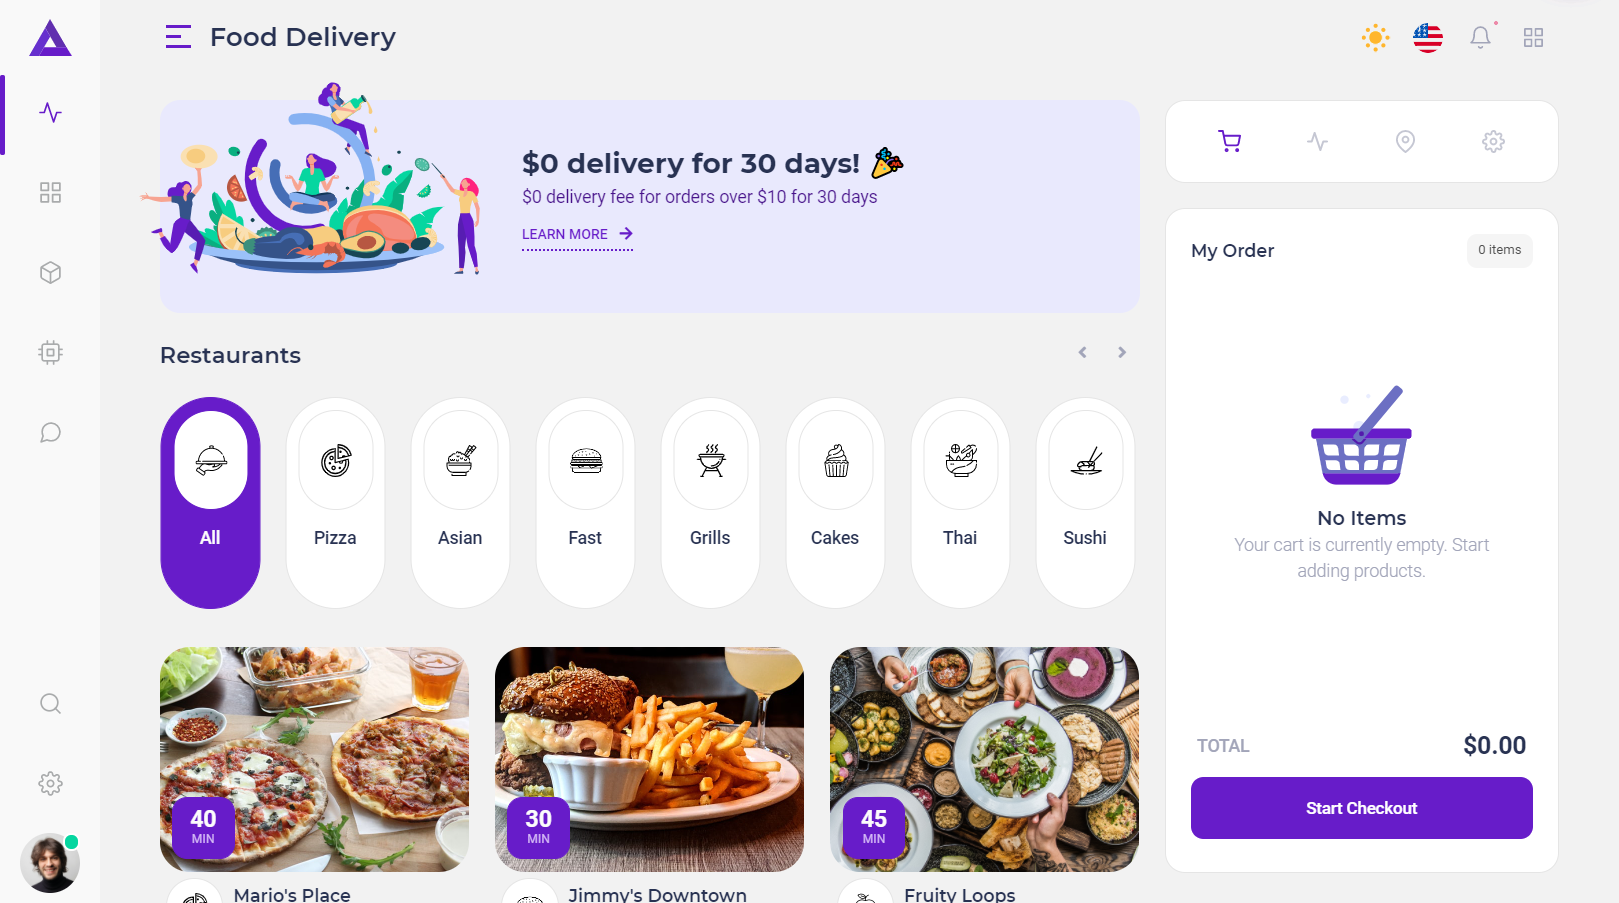 Food Delivery
$0 delivery for 30 days!
$0 delivery fee for orders over $10 for 30 days
LEARN MORE
Restaurants
All
Pizza
Asian
Fast
Grills
Cakes
Thai
Sushi
40
MIN
30
MIN
45
MIN
Mario's Place
Jimmy's Downtown
Fruity Loops
My Order
0 items
No Items
Your cart is currently empty. Start
adding products.
TOTAL
$0.00
Start Checkout